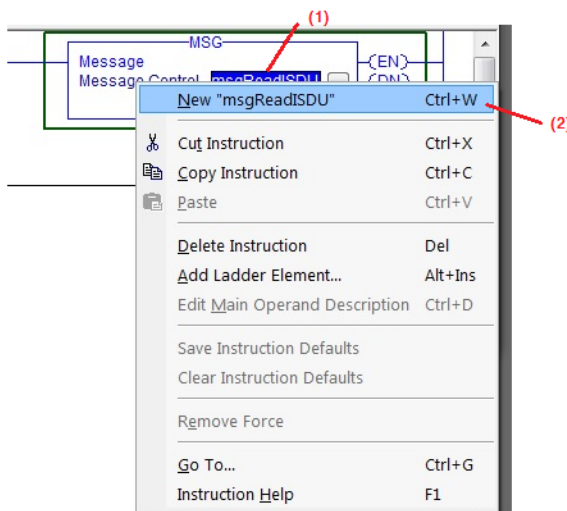 (1)
MSG
Message
(EN)
Message Control msgReadISDU ... (DN)
New "msgReadISDU" Ctrl+W
(2)
Cut Instruction Ctrl+X
Copy Instruction Ctrl+C
Paste Ctrl+V
Delete Instruction Del
Add Ladder Element... Alt+Ins
Edit Main Operand Description Ctrl+D
Save Instruction Defaults
Clear Instruction Defaults
Remove Force
Go To... Ctrl+G
Instruction Help F1